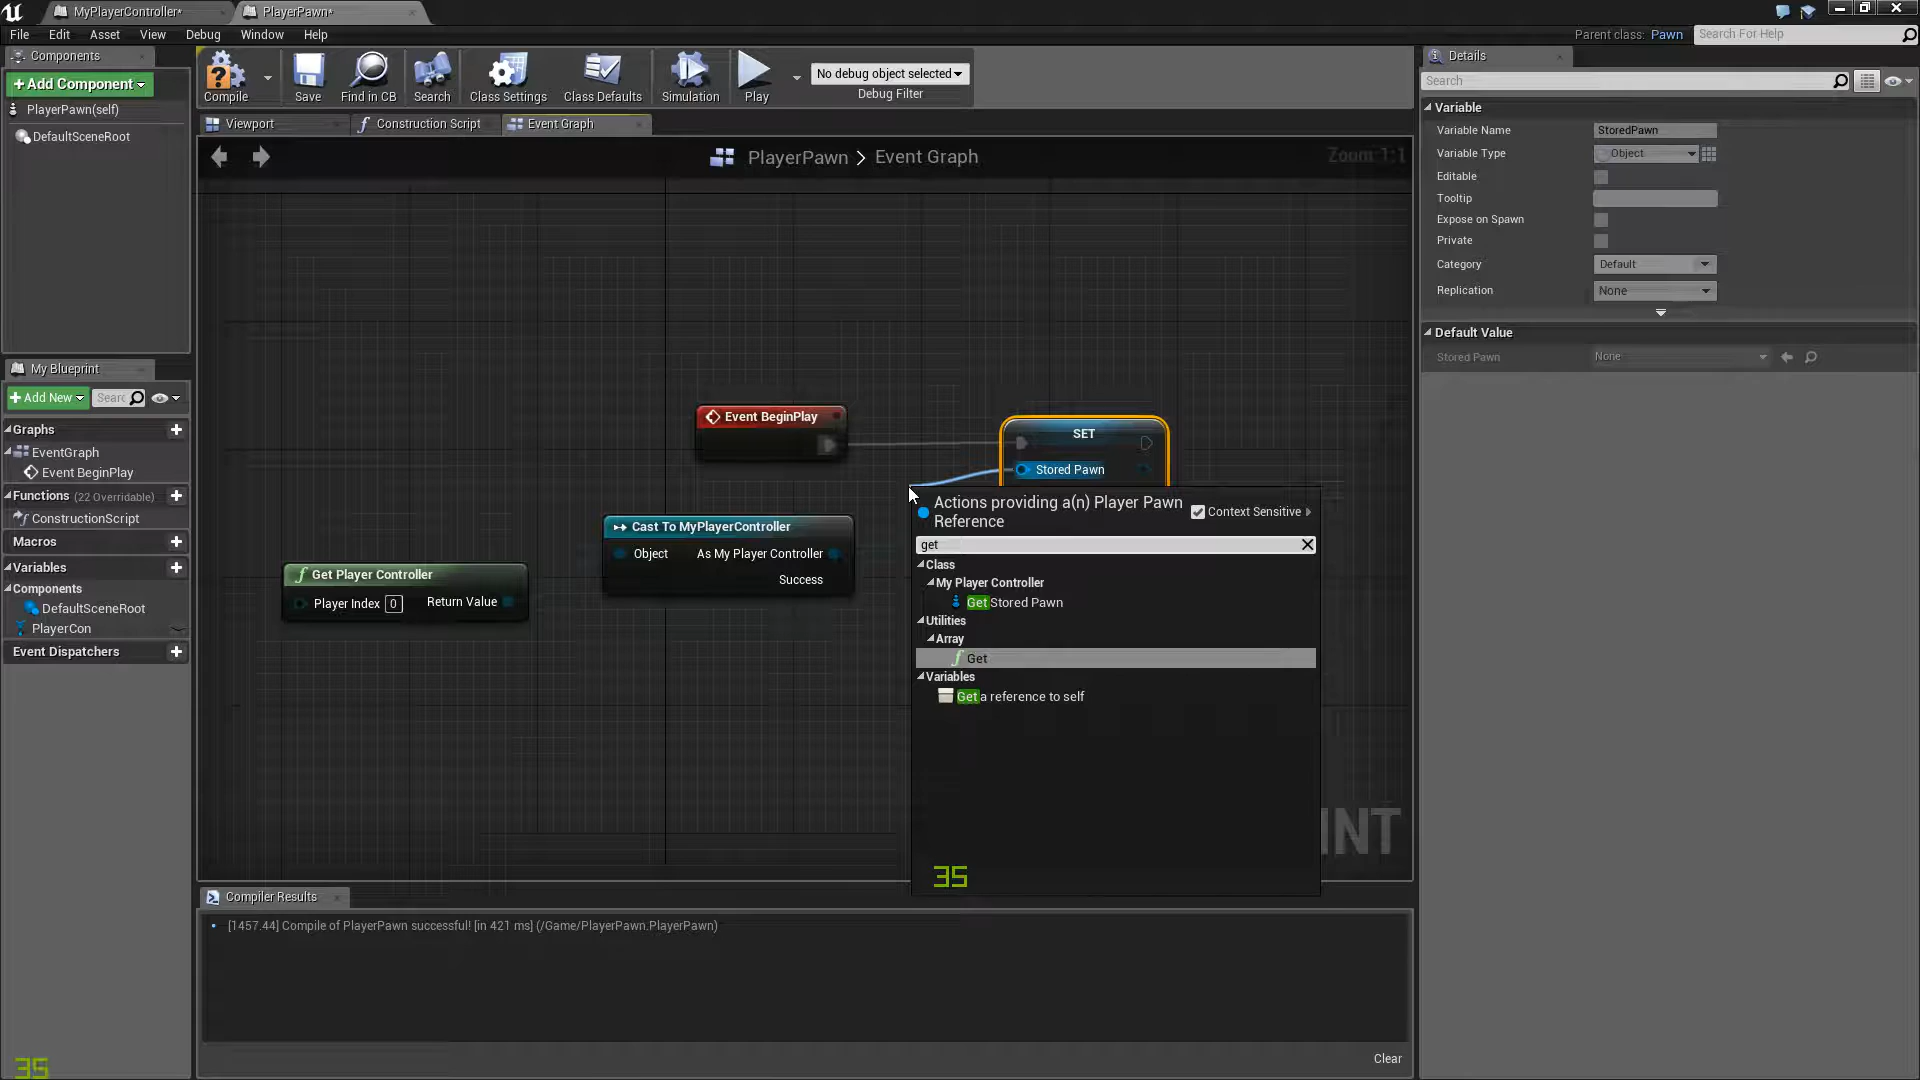 MyPlayerController*
PlayerPawn*
File Edit Asset View Debug Window Help
Parent class: Pawn
Search For Help
Components
+Add Component
PlayerPawn(self)
DefaultSceneRoot
Compile
Save
Find in CB
Search
Class Settings
Class Defaults
Simulation
Play
No debug object selected
Debug Filter
Viewport
Construction Script
Event Graph
PlayerPawn > Event Graph
Zoom 1:1
My Blueprint
+Add New
Searc
Graphs
EventGraph
Event BeginPlay
Functions (22 Overridable)
ConstructionScript
Macros
Variables
Components
DefaultSceneRoot
PlayerCon
Event Dispatchers
Event BeginPlay
SET
Stored Pawn
Cast To MyPlayerController
Object As My Player Controller
Success
Get Player Controller
Player Index 0 Return Value
Actions providing a(n) Player Pawn
Reference
Context Sensitive
get
Class
My Player Controller
Get Stored Pawn
Utilities
Array
Get
Variables
Get a reference to self
INT
35
Compiler Results
[1457.44] Compile of PlayerPawn successful! [in 421 ms] (/Game/PlayerPawn.PlayerPawn)
Clear
35
Details
Search
Variable
Variable Name StoredPawn
Variable Type Object
Editable
Tooltip
Expose on Spawn
Private
Category Default
Replication None
Default Value
Stored Pawn None